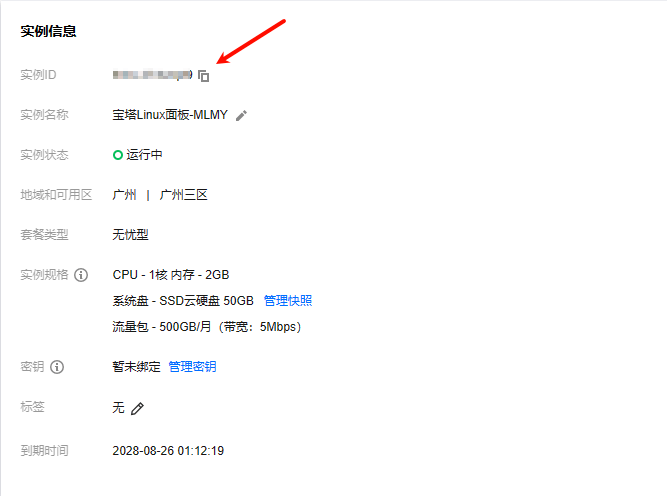 实例信息
实例ID
实例名称 宝塔Linux面板-MLMY
实例状态 运行中
地域和可用区 广州 | 广州三区
套餐类型 无忧型
实例规格 CPU - 1核 内存 - 2GB
系统盘 - SSD云硬盘 50GB 管理快照
流量包 - 500GB/月（带宽：5Mbps）
密钥 暂未绑定 管理密钥
标签 无
到期时间 2028-08-26 01:12:19